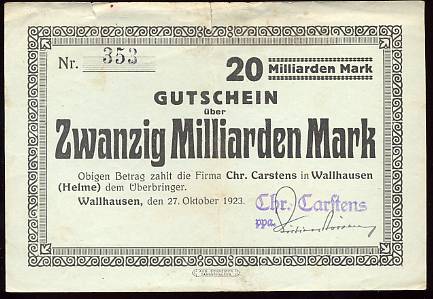 Nr. 353
20 Milliarden Mark
GUTSCHEIN
über
Zwanzig Milliarden Mark
Obigen Betrag zahlt die Firma Chr. Carstens in Wallhausen
(Helme) dem Überbringer.
Wallhausen, den 27. Oktober 1923.
Chr. Carstens
ppa.